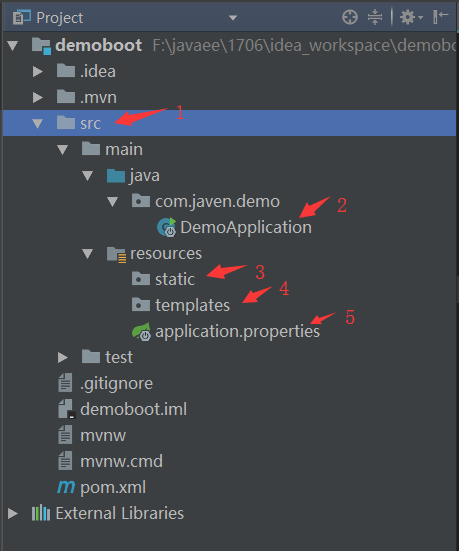 Project
demoboot F:\javaee\1706\idea_workspace\demobo
.idea
.mvn
src 1
main
java
com.javen.demo
DemoApplication 2
resources
static 3
templates 4
application.properties 5
test
.gitignore
demoboot.iml
mvnw
mvnw.cmd
m pom.xml
External Libraries